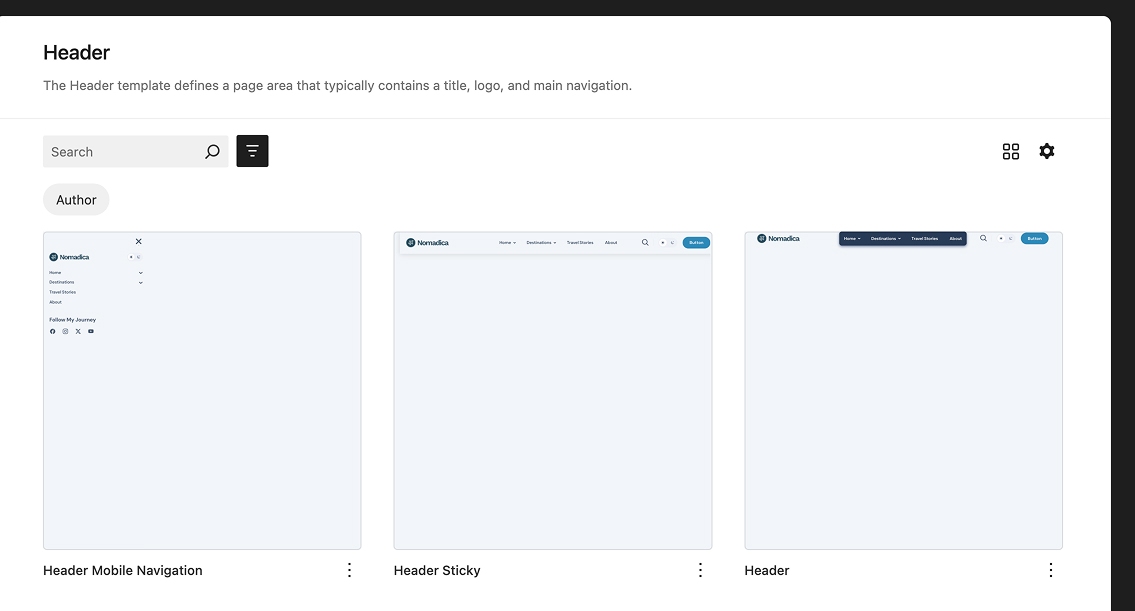 Header
The Header template defines a page area that typically contains a title, logo, and main navigation.
Search
Author
Nomadica
Home
Destinations
Travel Stories
About
Follow My Journey
Nomadica Home Destinations Travel Stories About Button
Nomadica Home Destinations Travel Stories About Button
Header Mobile Navigation
Header Sticky
Header